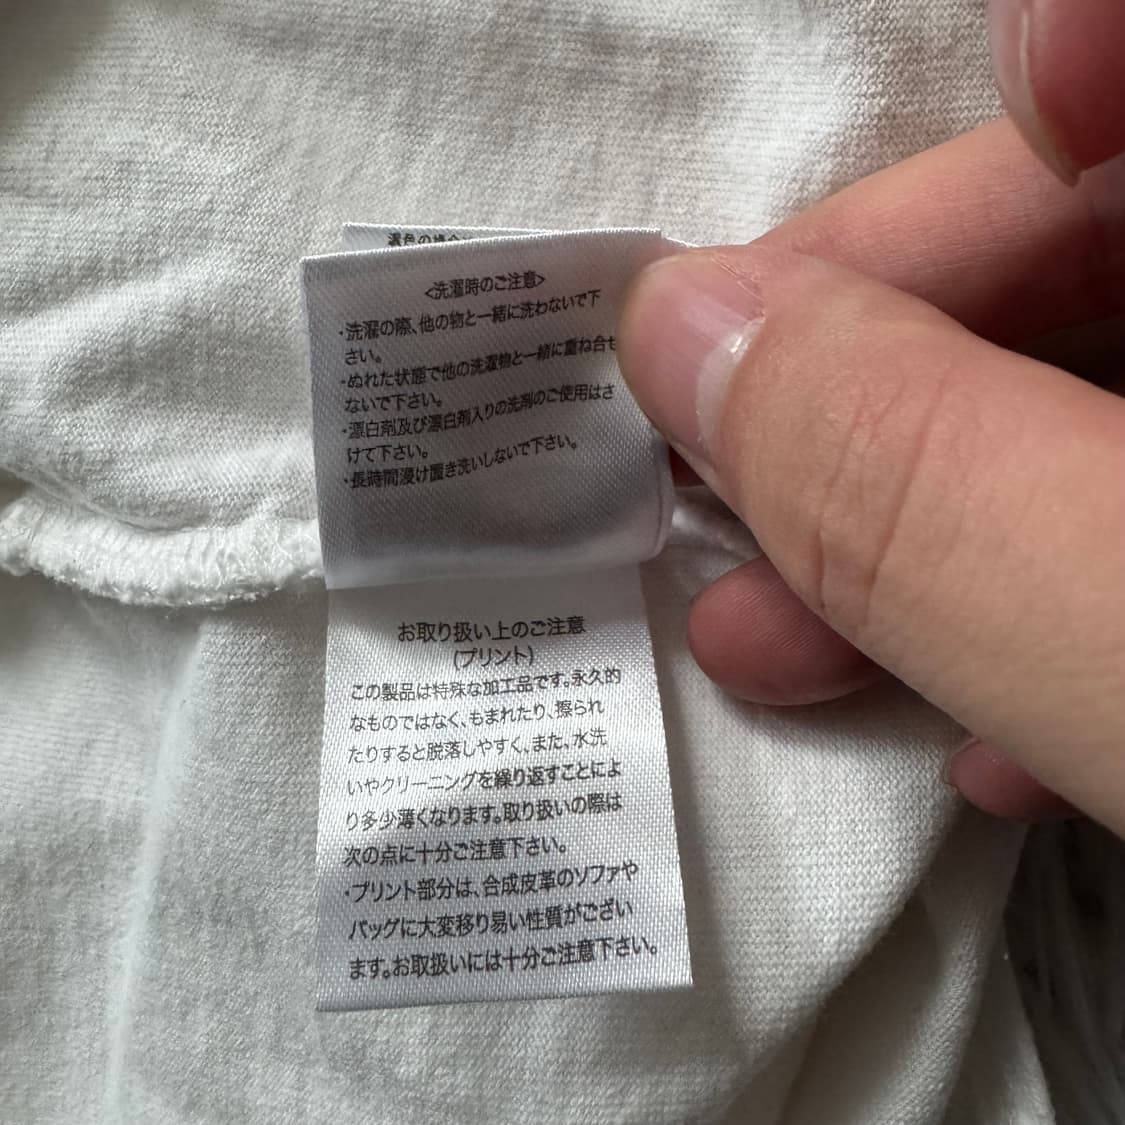 濃色の場合
<洗濯時のご注意>
・洗濯の際、他の物と一緒に洗わないで下
さい。
・ぬれた状態で他の洗濯物と一緒に重ね合せ
ないで下さい。
・漂白剤及び漂白剤入りの洗剤のご使用はさ
けて下さい。
・長時間浸け置き洗いしないで下さい。
お取り扱い上のご注意
(プリント)
この製品は特殊な加工品です。永久的
なものではなく、もまれたり、擦られ
たりすると脱落しやすく、また、水洗
いやクリーニングを繰り返すことによ
り多少薄くなります。取り扱いの際は
次の点に十分ご注意下さい。
・プリント部分は、合成皮革のソファや
バッグに大変移り易い性質がござい
ます。お取扱いには十分ご注意下さい。